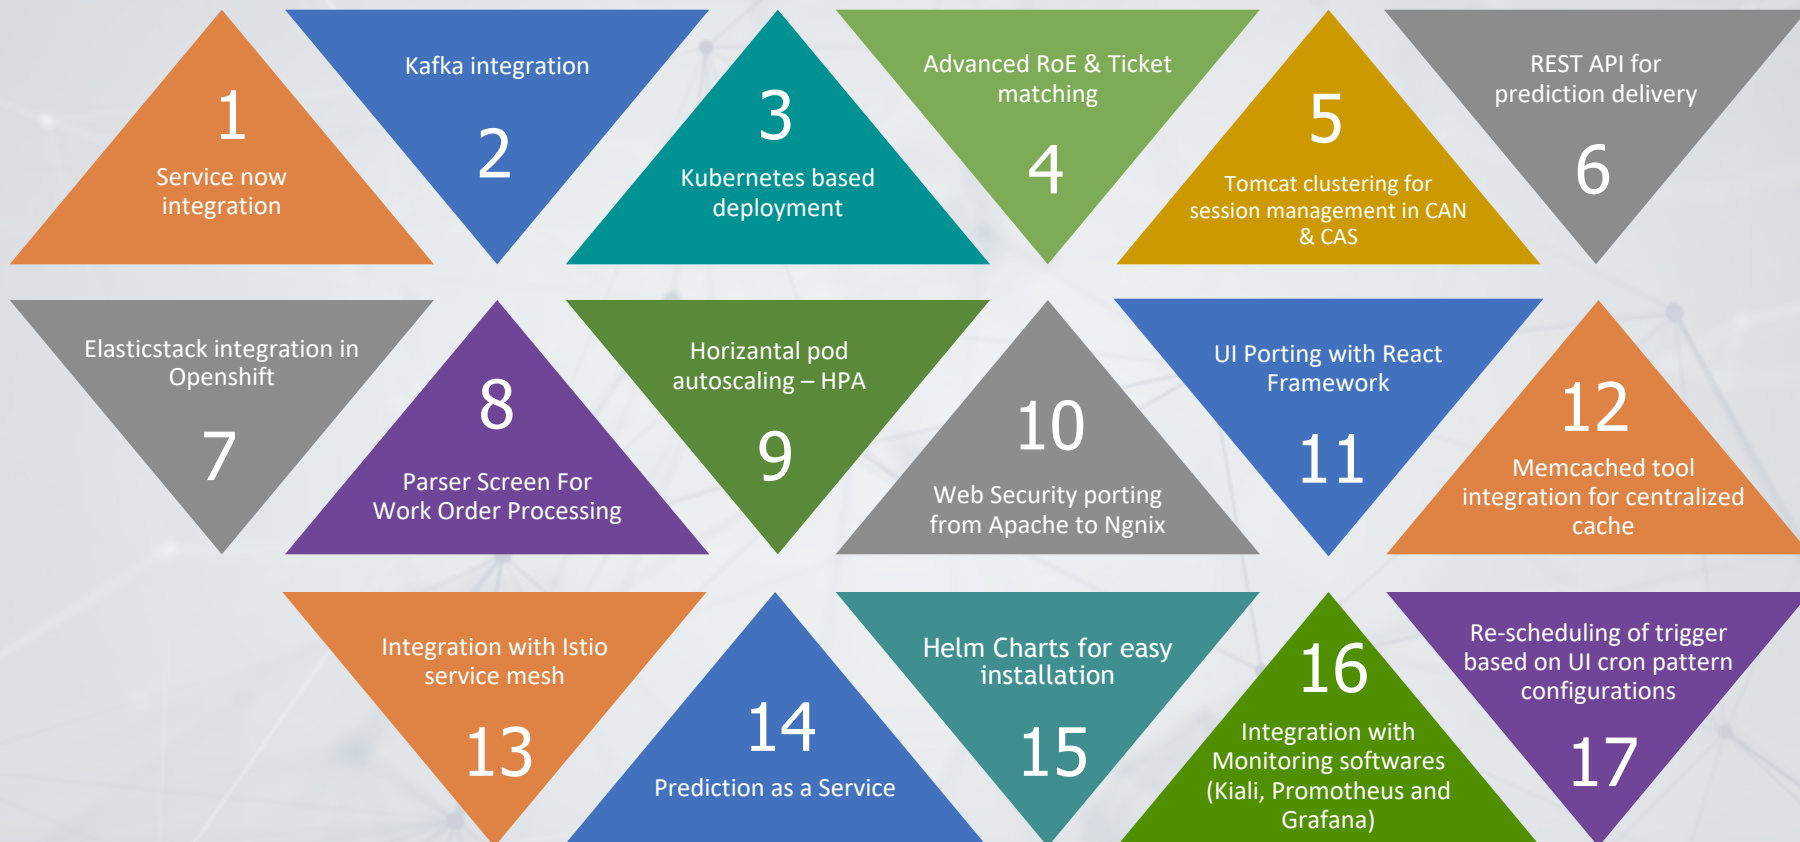 1
Service now
integration
Kafka integration
2
3
Kubernetes based
deployment
Advanced RoE & Ticket
matching
4
5
Tomcat clustering for
session management in CAN
& CAS
REST API for
prediction delivery
6
Elasticstack integration in
Openshift
7
8
Parser Screen For
Work Order Processing
Horizantal pod
autoscaling – HPA
9
10
Web Security porting
from Apache to Ngnix
UI Porting with React
Framework
11
12
Memcached tool
integration for centralized
cache
Integration with Istio
service mesh
13
14
Prediction as a Service
Helm Charts for easy
installation
15
16
Integration with
Monitoring softwares
(Kiali, Promotheus and
Grafana)
Re-scheduling of trigger
based on UI cron pattern
configurations
17